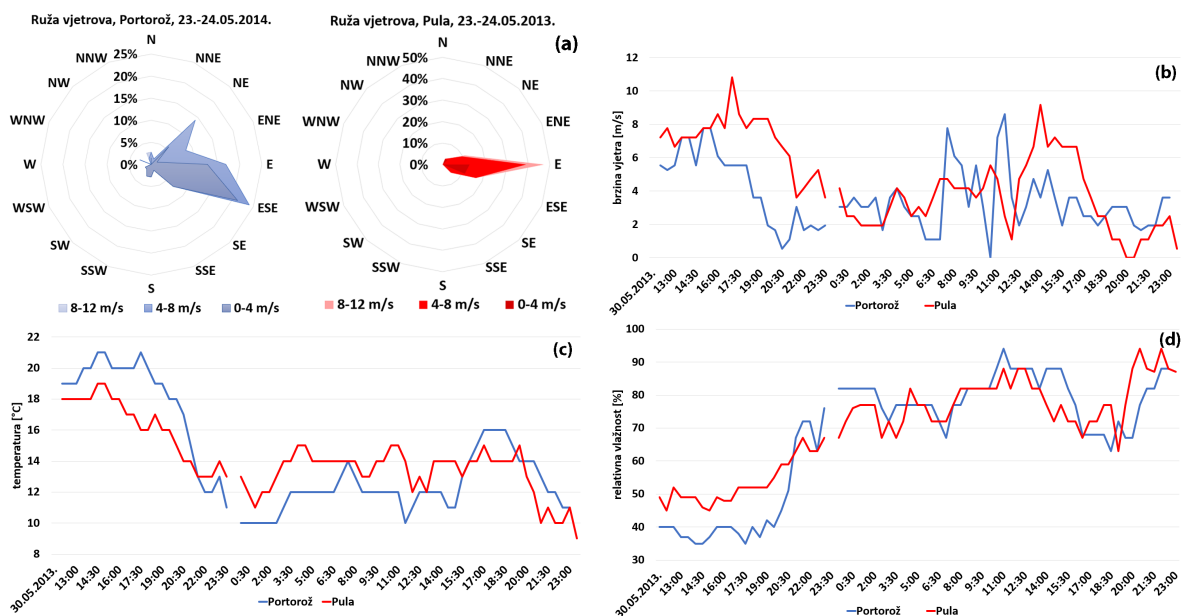 Ruža vjetrova, Portorož, 23.-24.05.2014.
N
NNE
NE
ENE
E
ESE
SE
SSE
S
SSW
SW
WSW
W
WNW
NW
NNW
25%
20%
15%
10%
5%
0%
8-12 m/s 4-8 m/s 0-4 m/s
Ruža vjetrova, Pula, 23.-24.05.2013.
(a)
N
NNE
NE
ENE
E
ESE
SE
SSE
S
SSW
SW
WSW
W
WNW
NW
NNW
50%
40%
30%
20%
10%
0%
8-12 m/s 4-8 m/s 0-4 m/s
(b)
brzina vjetra [m/s]
12
10
8
6
4
2
0
30.05.2013. 13:00 14:30 16:00 17:30 19:00 20:30 22:00 23:30 0:30 2:00 3:30 5:00 6:30 8:00 9:30 11:00 12:30 14:00 15:30 17:00 18:30 20:00 21:30 23:00
Portorož Pula
(c)
temperatura [°C]
22
20
18
16
14
12
10
8
30.05.2013. 13:00 14:30 16:00 17:30 19:00 20:30 22:00 23:30 0:30 2:00 3:30 5:00 6:30 8:00 9:30 11:00 12:30 14:00 15:30 17:00 18:30 20:00 21:30 23:00
Portorož Pula
(d)
relativna vlažnost [%]
100
90
80
70
60
50
40
30
30.05.2013. 13:00 14:30 16:00 17:30 19:00 20:30 22:00 23:30 0:30 2:00 3:30 5:00 6:30 8:00 9:30 11:00 12:30 14:00 15:30 17:00 18:30 20:00 21:30 23:00
Portorož Pula